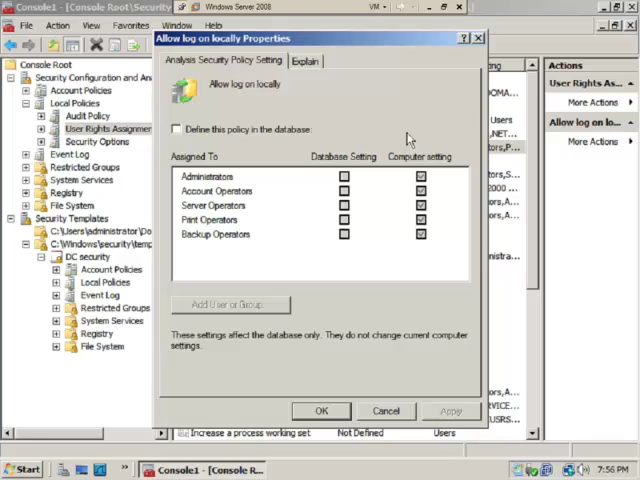 Console1 - [Console Root\Security
Windows Server 2008
VM
File
Action
View
Favorites
Window
Help
Console Root
Security Configuration and An
Account Policies
Local Policies
Audit Policy
User Rights Assignmen
Security Options
Event Log
Restricted Groups
System Services
Registry
File System
Security Templates
C:\Users\administrator\Do
C:\Windows\security\temp
DC security
Account Policies
Local Policies
Event Log
Restricted Groups
System Services
Registry
File System
Allow log on locally Properties
Analysis Security Policy Setting
Explain
Allow log on locally
Define this policy in the database:
Assigned To
Database Setting
Computer setting
Administrators
Account Operators
Server Operators
Print Operators
Backup Operators
Add User or Group...
These settings affect the database only. They do not change current computer
settings.
OK
Cancel
Apply
Increase a process working set
Not Defined
Users
Actions
User Rights As...
More Actions
Allow log on lo...
More Actions
Start
Console1 - [Console R...
7:56 PM